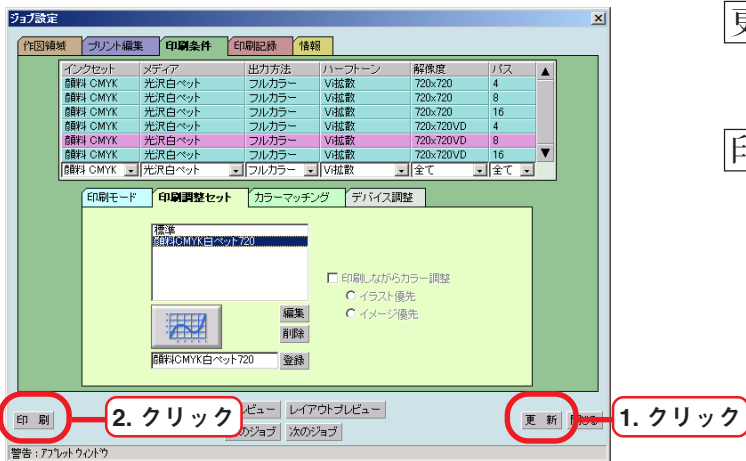 ジョブ設定
作図領域 プリント編集 印刷条件 印刷記録 情報
インクセット メディア 出力方法 ハーフトーン 解像度 パス
顔料 CMYK 光沢白ペット フルカラー Vi拡散 720x720 4
顔料 CMYK 光沢白ペット フルカラー Vi拡散 720x720 8
顔料 CMYK 光沢白ペット フルカラー Vi拡散 720x720 16
顔料 CMYK 光沢白ペット フルカラー Vi拡散 720x720VD 4
顔料 CMYK 光沢白ペット フルカラー Vi拡散 720x720VD 8
顔料 CMYK 光沢白ペット フルカラー Vi拡散 720x720VD 16
顔料 CMYK 光沢白ペット フルカラー Vi拡散 全て 全て
印刷モード 印刷調整セット カラーマッチング デバイス調整
標準
顔料CMYK白ペット720
印刷しながらカラー調整
イラスト優先
イメージ優先
編集
削除
顔料CMYK白ペット720 登録
印 刷 2. クリック ビュー レイアウトプレビュー 更 新 1. クリック
のジョブ 次のジョブ
警告 : アプレット ウィンドウ
印